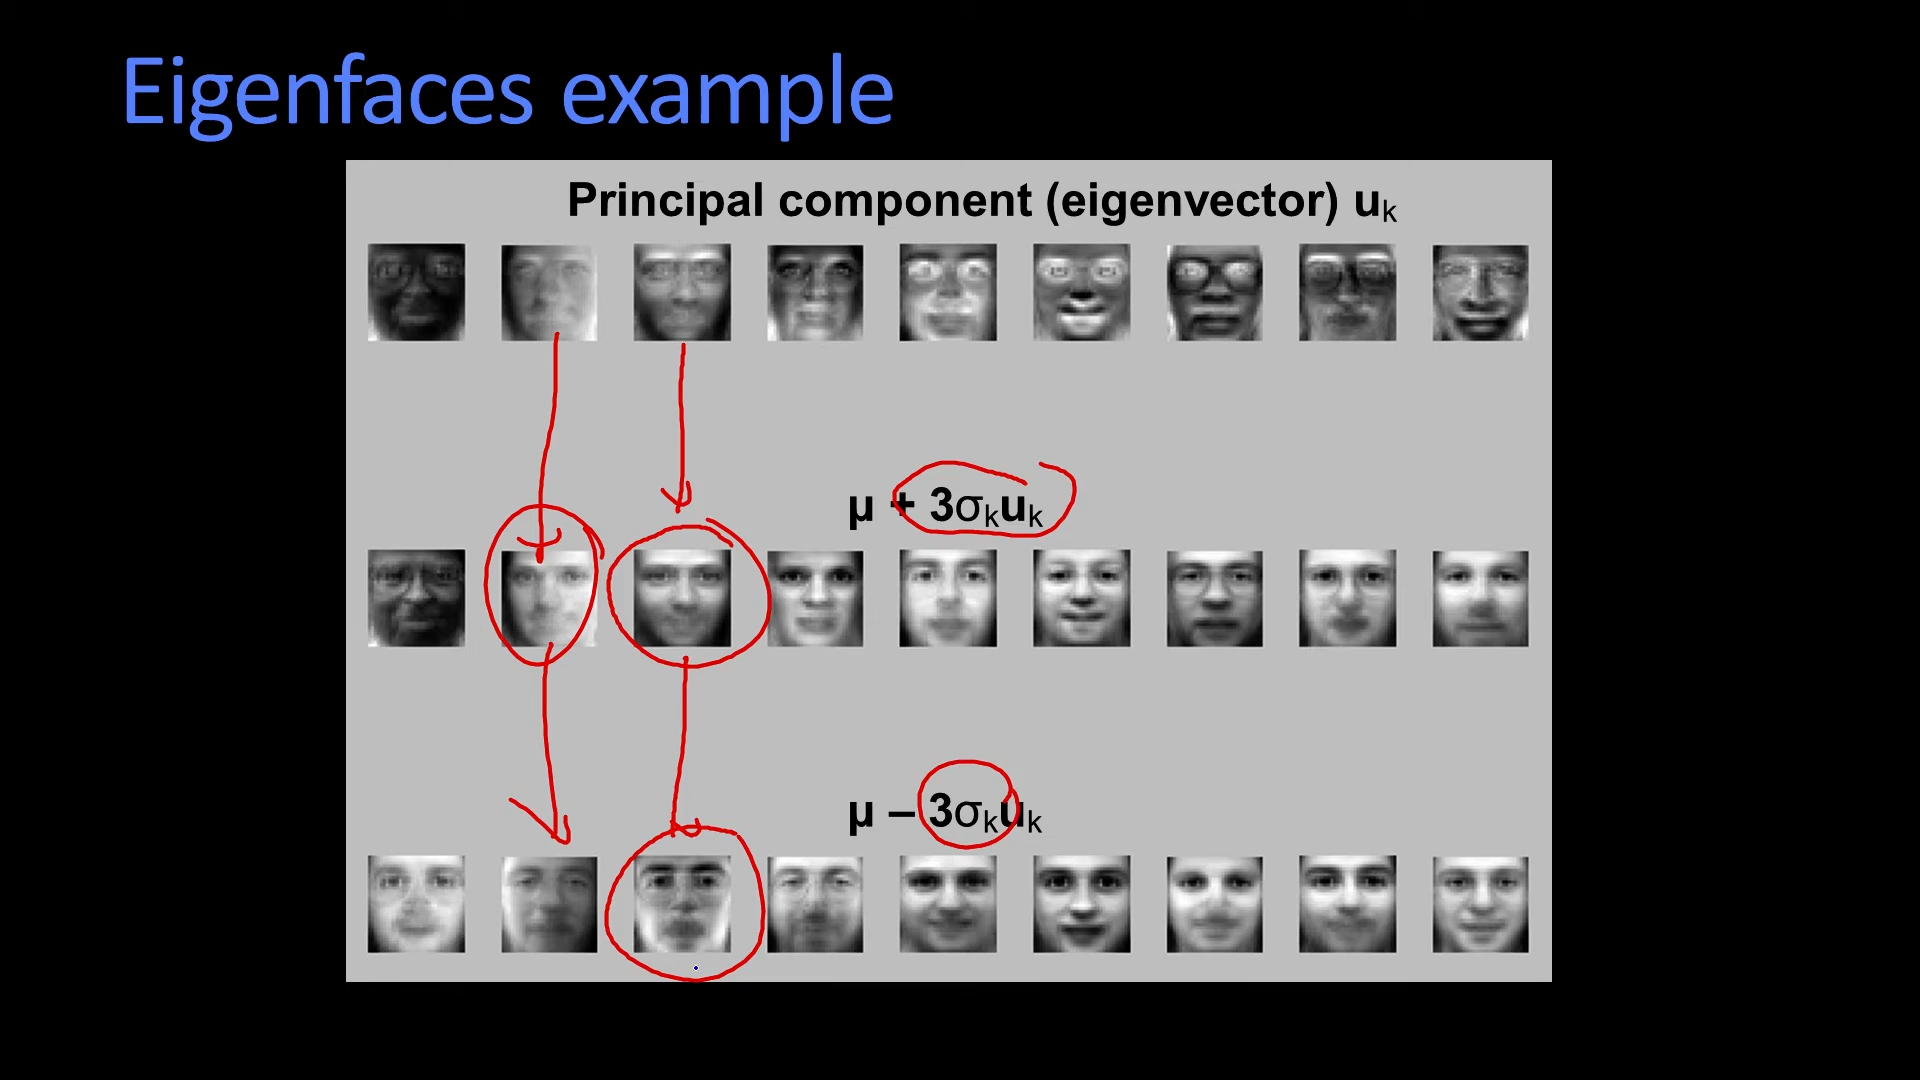 Eigenfaces example
Principal component (eigenvector) uk
μ + 3σkuk
μ – 3σkuk